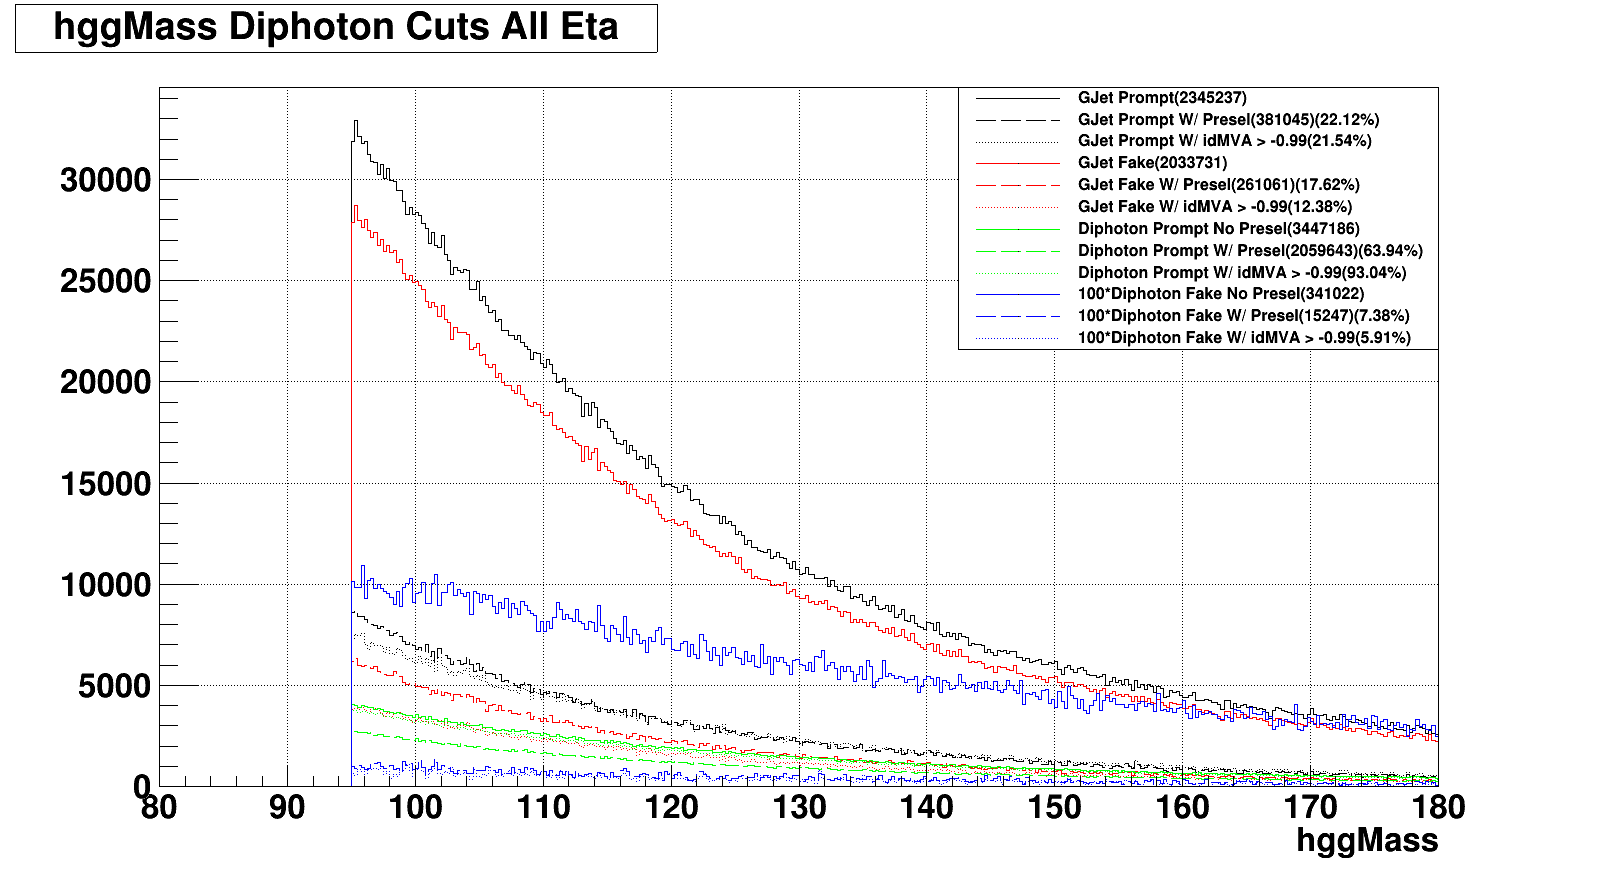 hggMass Diphoton Cuts All Eta
GJet Prompt(2345237)
GJet Prompt W/ Presel(381045)(22.12%)
GJet Prompt W/ idMVA > -0.99(21.54%)
GJet Fake(2033731)
GJet Fake W/ Presel(261061)(17.62%)
GJet Fake W/ idMVA > -0.99(12.38%)
Diphoton Prompt No Presel(3447186)
Diphoton Prompt W/ Presel(2059643)(63.94%)
Diphoton Prompt W/ idMVA > -0.99(93.04%)
100*Diphoton Fake No Presel(341022)
100*Diphoton Fake W/ Presel(15247)(7.38%)
100*Diphoton Fake W/ idMVA > -0.99(5.91%)
30000
25000
20000
15000
10000
5000
0
80 90 100 110 120 130 140 150 160 170 180
hggMass